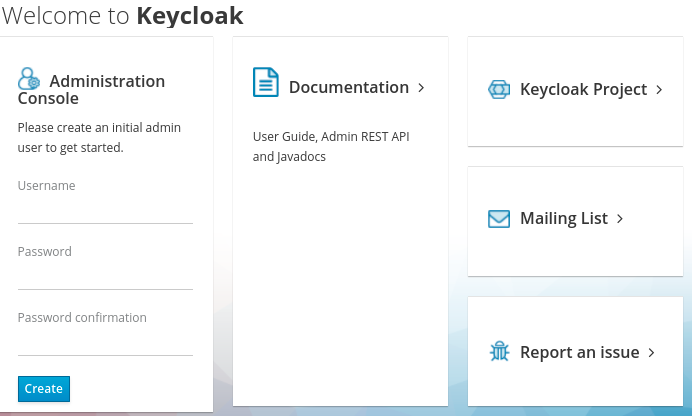 Welcome to Keycloak
Administration
Console
Please create an initial admin
user to get started.
Username
Password
Password confirmation
Create
Documentation >
User Guide, Admin REST API
and Javadocs
Keycloak Project >
Mailing List >
Report an issue >